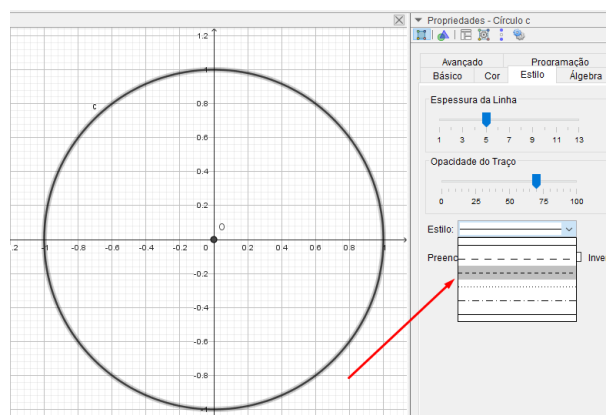 Propriedades - Círculo c
Avançado Programação
Básico Cor Estilo Álgebra
Espessura da Linha
1 3 5 7 9 11 13
Opacidade do Traço
0 25 50 75 100
Estilo:
Preench Inve
1.2
1
c
0.8
0.6
0.4
0.2
O
.2 -1 -0.8 -0.6 -0.4 -0.2 0 0.2 0.4 0.6 0.8 1
-0.2
-0.4
-0.6
-0.8
-1